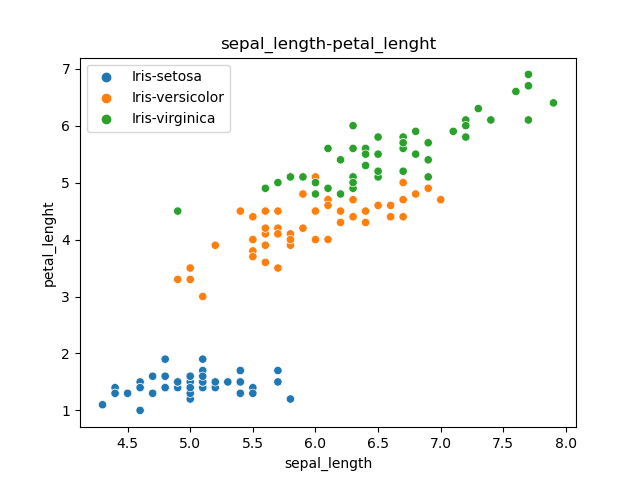 sepal_length-petal_lenght
Iris-setosa
Iris-versicolor
Iris-virginica
petal_lenght
7
6
5
4
3
2
1
4.5 5.0 5.5 6.0 6.5 7.0 7.5 8.0
sepal_length